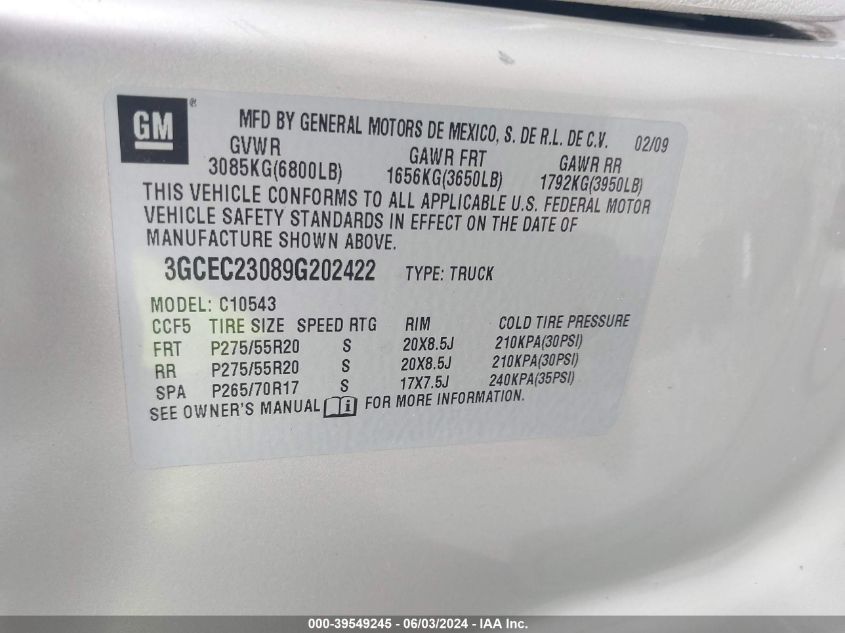 GM ® MFD BY GENERAL MOTORS DE MEXICO, S. DE R.L. DE C.V. 02/09
GVWR GAWR FRT GAWR RR
3085KG(6800LB) 1656KG(3650LB) 1792KG(3950LB)
THIS VEHICLE CONFORMS TO ALL APPLICABLE U.S. FEDERAL MOTOR
VEHICLE SAFETY STANDARDS IN EFFECT ON THE DATE OF
MANUFACTURE SHOWN ABOVE.
3GCEC23089G202422 TYPE: TRUCK
MODEL: C10543
CCF5 TIRE SIZE SPEED RTG RIM COLD TIRE PRESSURE
FRT P275/55R20 S 20X8.5J 210KPA(30PSI)
RR P275/55R20 S 20X8.5J 210KPA(30PSI)
SPA P265/70R17 S 17X7.5J 240KPA(35PSI)
SEE OWNER'S MANUAL i FOR MORE INFORMATION.
000-39549245 - 06/03/2024 - IAA Inc.